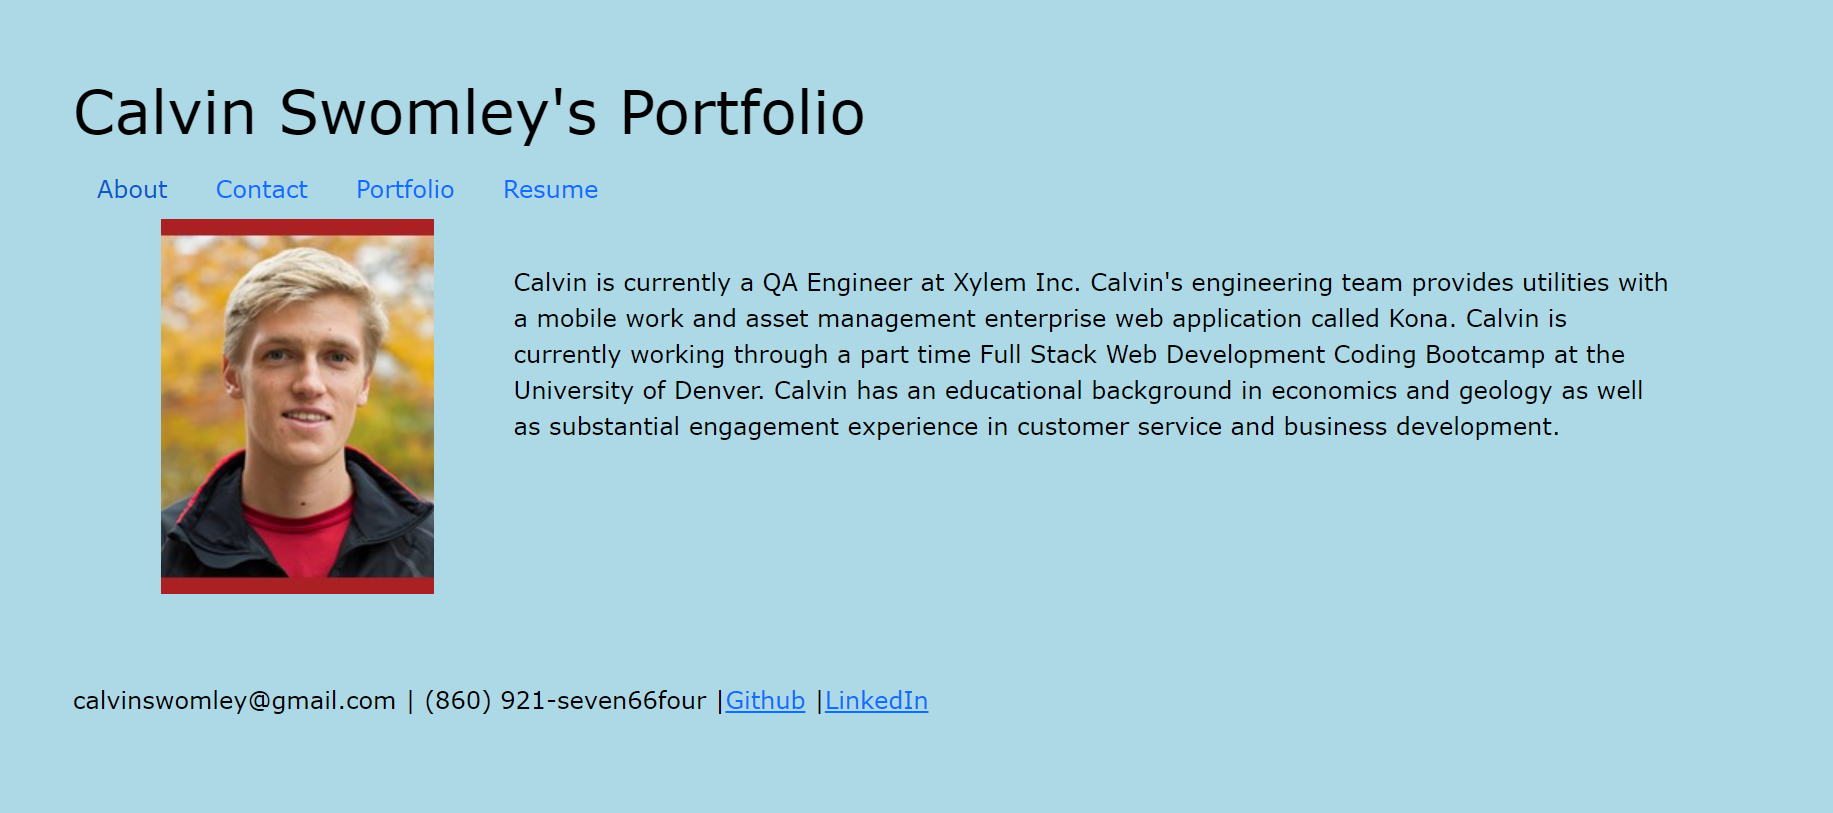 Calvin Swomley's Portfolio
About Contact Portfolio Resume
Calvin is currently a QA Engineer at Xylem Inc. Calvin's engineering team provides utilities with
a mobile work and asset management enterprise web application called Kona. Calvin is
currently working through a part time Full Stack Web Development Coding Bootcamp at the
University of Denver. Calvin has an educational background in economics and geology as well
as substantial engagement experience in customer service and business development.
calvinswomley@gmail.com | (860) 921-seven66four |Github |LinkedIn